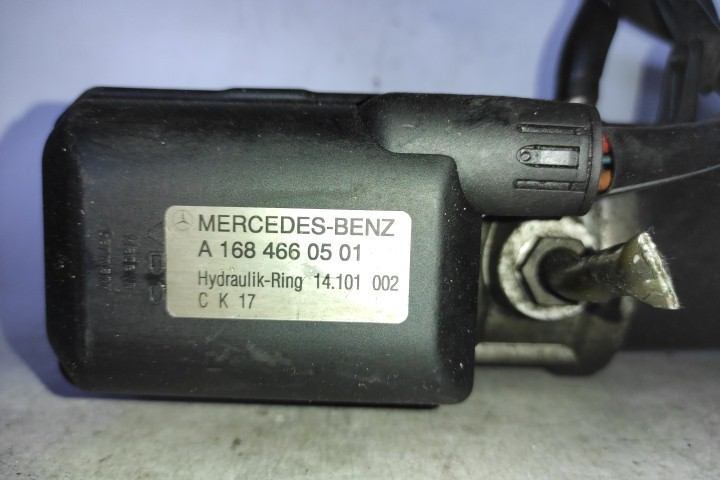 MERCEDES-BENZ
A 168 466 05 01
Hydraulik-Ring 14.101 002
C K 17